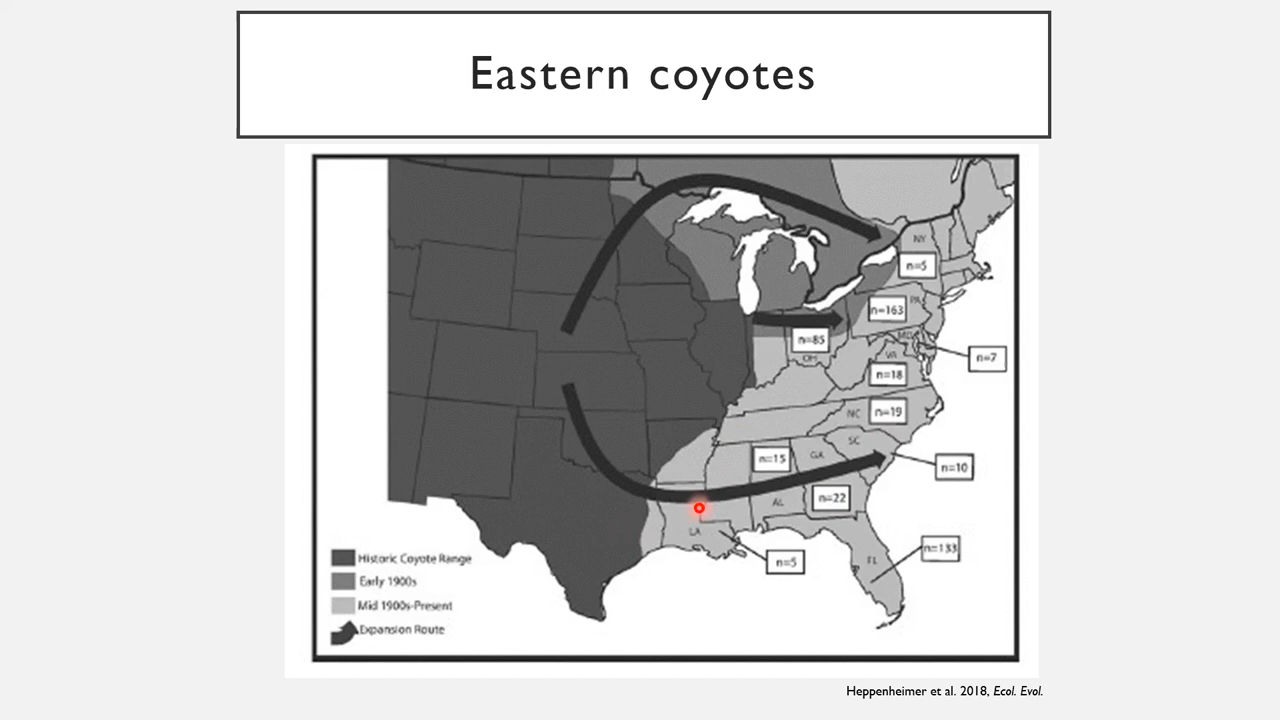 Eastern coyotes
NY
n=5
PA
n=163
n=85
OH
MD
n=7
VA
n=18
NC
n=19
SC
n=15
GA
n=10
AL
n=22
LA
n=5
FL
n=133
Historic Coyote Range
Early 1900s
Mid 1900s-Present
Expansion Route
Heppenheimer et al. 2018, Ecol. Evol.